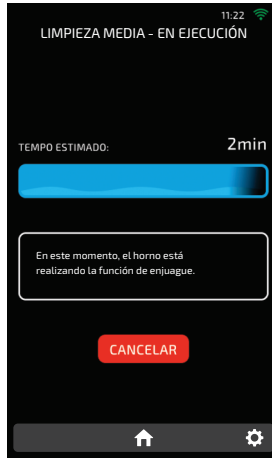 11:22
LIMPIEZA MEDIA - EN EJECUCIÓN
TEMPO ESTIMADO: 2min
En este momento, el horno está
realizando la función de enjuague.
CANCELAR